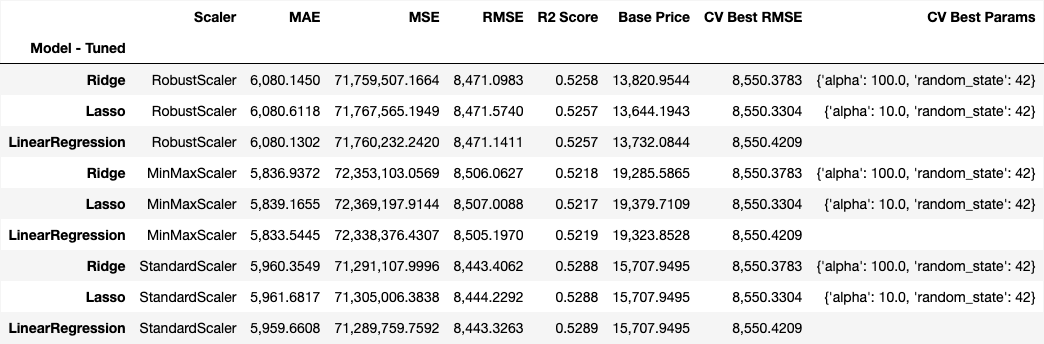 Scaler MAE MSE RMSE R2 Score Base Price CV Best RMSE CV Best Params
Model - Tuned
Ridge RobustScaler 6,080.1450 71,759,507.1664 8,471.0983 0.5258 13,820.9544 8,550.3783 {'alpha': 100.0, 'random_state': 42}
Lasso RobustScaler 6,080.6118 71,767,565.1949 8,471.5740 0.5257 13,644.1943 8,550.3304 {'alpha': 10.0, 'random_state': 42}
LinearRegression RobustScaler 6,080.1302 71,760,232.2420 8,471.1411 0.5257 13,732.0844 8,550.4209
Ridge MinMaxScaler 5,836.9372 72,353,103.0569 8,506.0627 0.5218 19,285.5865 8,550.3783 {'alpha': 100.0, 'random_state': 42}
Lasso MinMaxScaler 5,839.1655 72,369,197.9144 8,507.0088 0.5217 19,379.7109 8,550.3304 {'alpha': 10.0, 'random_state': 42}
LinearRegression MinMaxScaler 5,833.5445 72,338,376.4307 8,505.1970 0.5219 19,323.8528 8,550.4209
Ridge StandardScaler 5,960.3549 71,291,107.9996 8,443.4062 0.5288 15,707.9495 8,550.3783 {'alpha': 100.0, 'random_state': 42}
Lasso StandardScaler 5,961.6817 71,305,006.3838 8,444.2292 0.5288 15,707.9495 8,550.3304 {'alpha': 10.0, 'random_state': 42}
LinearRegression StandardScaler 5,959.6608 71,289,759.7592 8,443.3263 0.5289 15,707.9495 8,550.4209